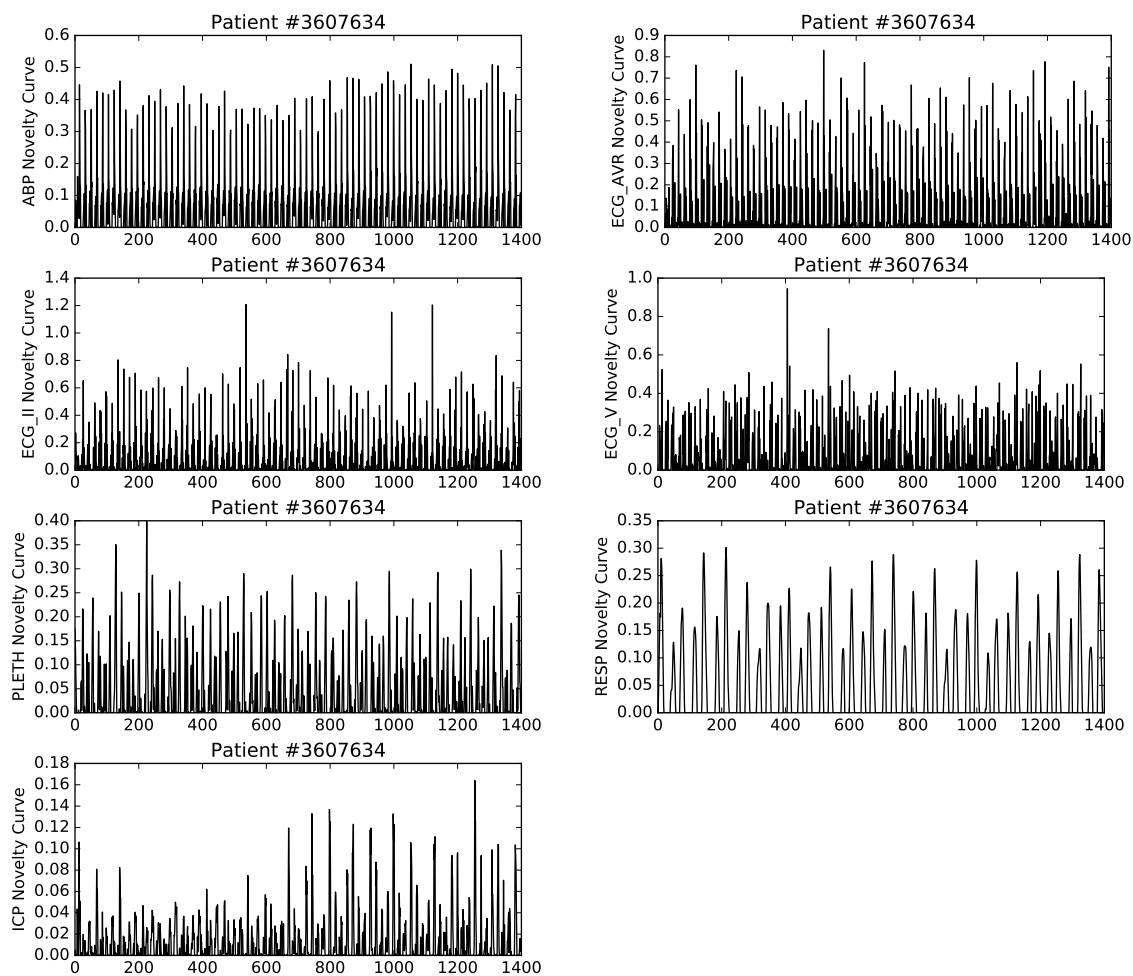 Patient #3607634
0.6
0.5
0.4
0.3
0.2
0.1
0.0
ABP Novelty Curve
0 200 400 600 800 1000 1200 1400
Patient #3607634
0.9
0.8
0.7
0.6
0.5
0.4
0.3
0.2
0.1
0.0
ECG_AVR Novelty Curve
0 200 400 600 800 1000 1200 1400
Patient #3607634
1.4
1.2
1.0
0.8
0.6
0.4
0.2
0.0
ECG_II Novelty Curve
0 200 400 600 800 1000 1200 1400
Patient #3607634
1.0
0.8
0.6
0.4
0.2
0.0
ECG_V Novelty Curve
0 200 400 600 800 1000 1200 1400
Patient #3607634
0.40
0.35
0.30
0.25
0.20
0.15
0.10
0.05
0.00
PLETH Novelty Curve
0 200 400 600 800 1000 1200 1400
Patient #3607634
0.35
0.30
0.25
0.20
0.15
0.10
0.05
0.00
RESP Novelty Curve
0 200 400 600 800 1000 1200 1400
Patient #3607634
0.18
0.16
0.14
0.12
0.10
0.08
0.06
0.04
0.02
0.00
ICP Novelty Curve
0 200 400 600 800 1000 1200 1400